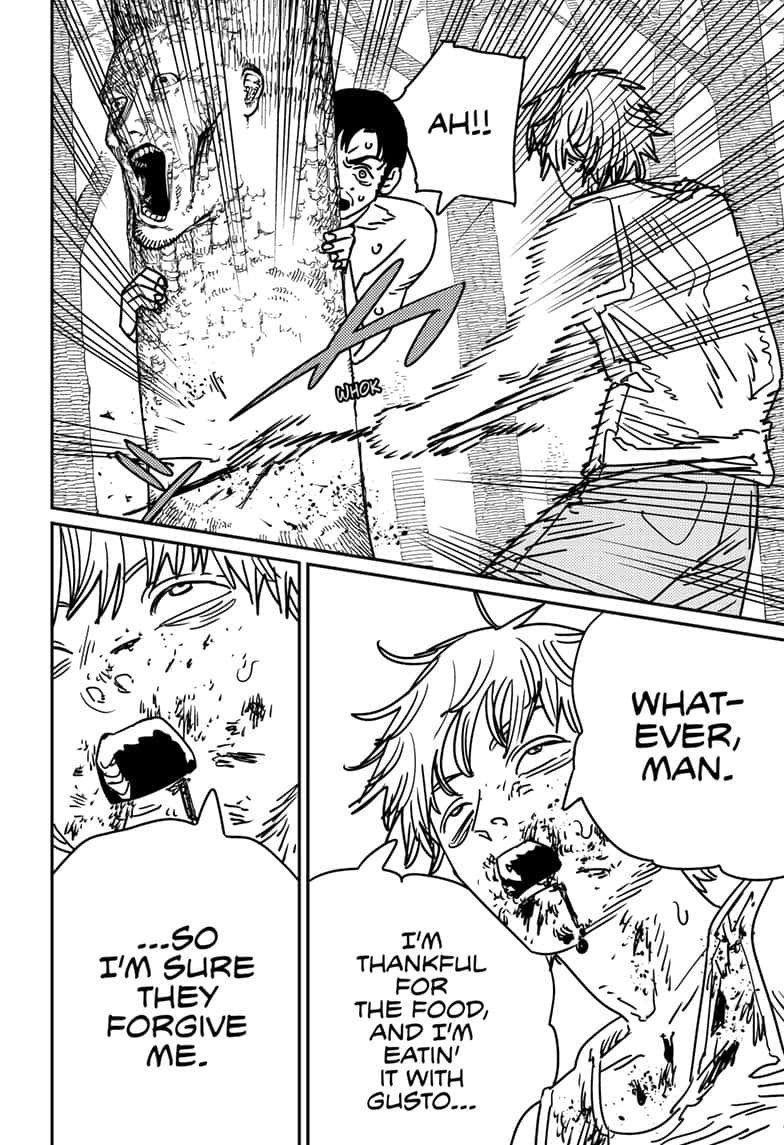 AH!!
WHOK
WHAT-
EVER,
MAN.
I'M
THANKFUL
FOR
THE FOOD,
AND I'M
EATIN'
IT WITH
GUSTO...
...SO
I'M SURE
THEY
FORGIVE
ME.